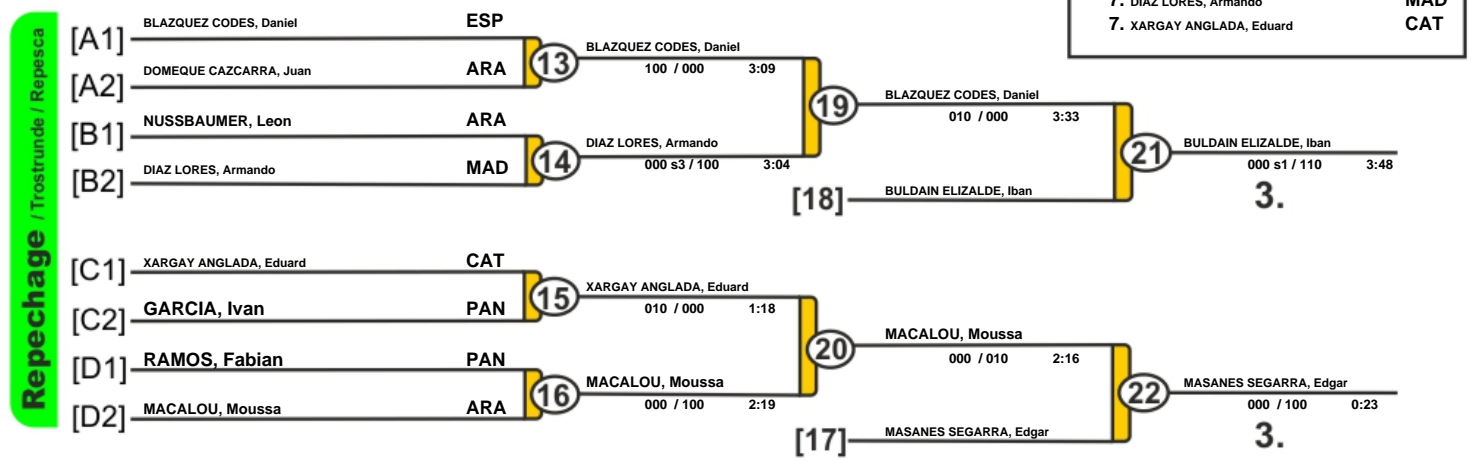 7. DIAZ LORES, Armando MAD
7. XARGAY ANGLADA, Eduard CAT
Repechage / Trostrunde / Repesca
[A1] BLAZQUEZ CODES, Daniel ESP
[A2] DOMEQUE CAZCARRA, Juan ARA
13 BLAZQUEZ CODES, Daniel
100 / 000 3:09
[B1] NUSSBAUMER, Leon ARA
[B2] DIAZ LORES, Armando MAD
14 DIAZ LORES, Armando
000 s3 / 100 3:04
19 BLAZQUEZ CODES, Daniel
010 / 000 3:33
[18] BULDAIN ELIZALDE, Iban
21 BULDAIN ELIZALDE, Iban
000 s1 / 110 3:48
3.
[C1] XARGAY ANGLADA, Eduard CAT
[C2] GARCIA, Ivan PAN
15 XARGAY ANGLADA, Eduard
010 / 000 1:18
[D1] RAMOS, Fabian PAN
[D2] MACALOU, Moussa ARA
16 MACALOU, Moussa
000 / 100 2:19
20 MACALOU, Moussa
000 / 010 2:16
[17] MASANES SEGARRA, Edgar
22 MASANES SEGARRA, Edgar
000 / 100 0:23
3.